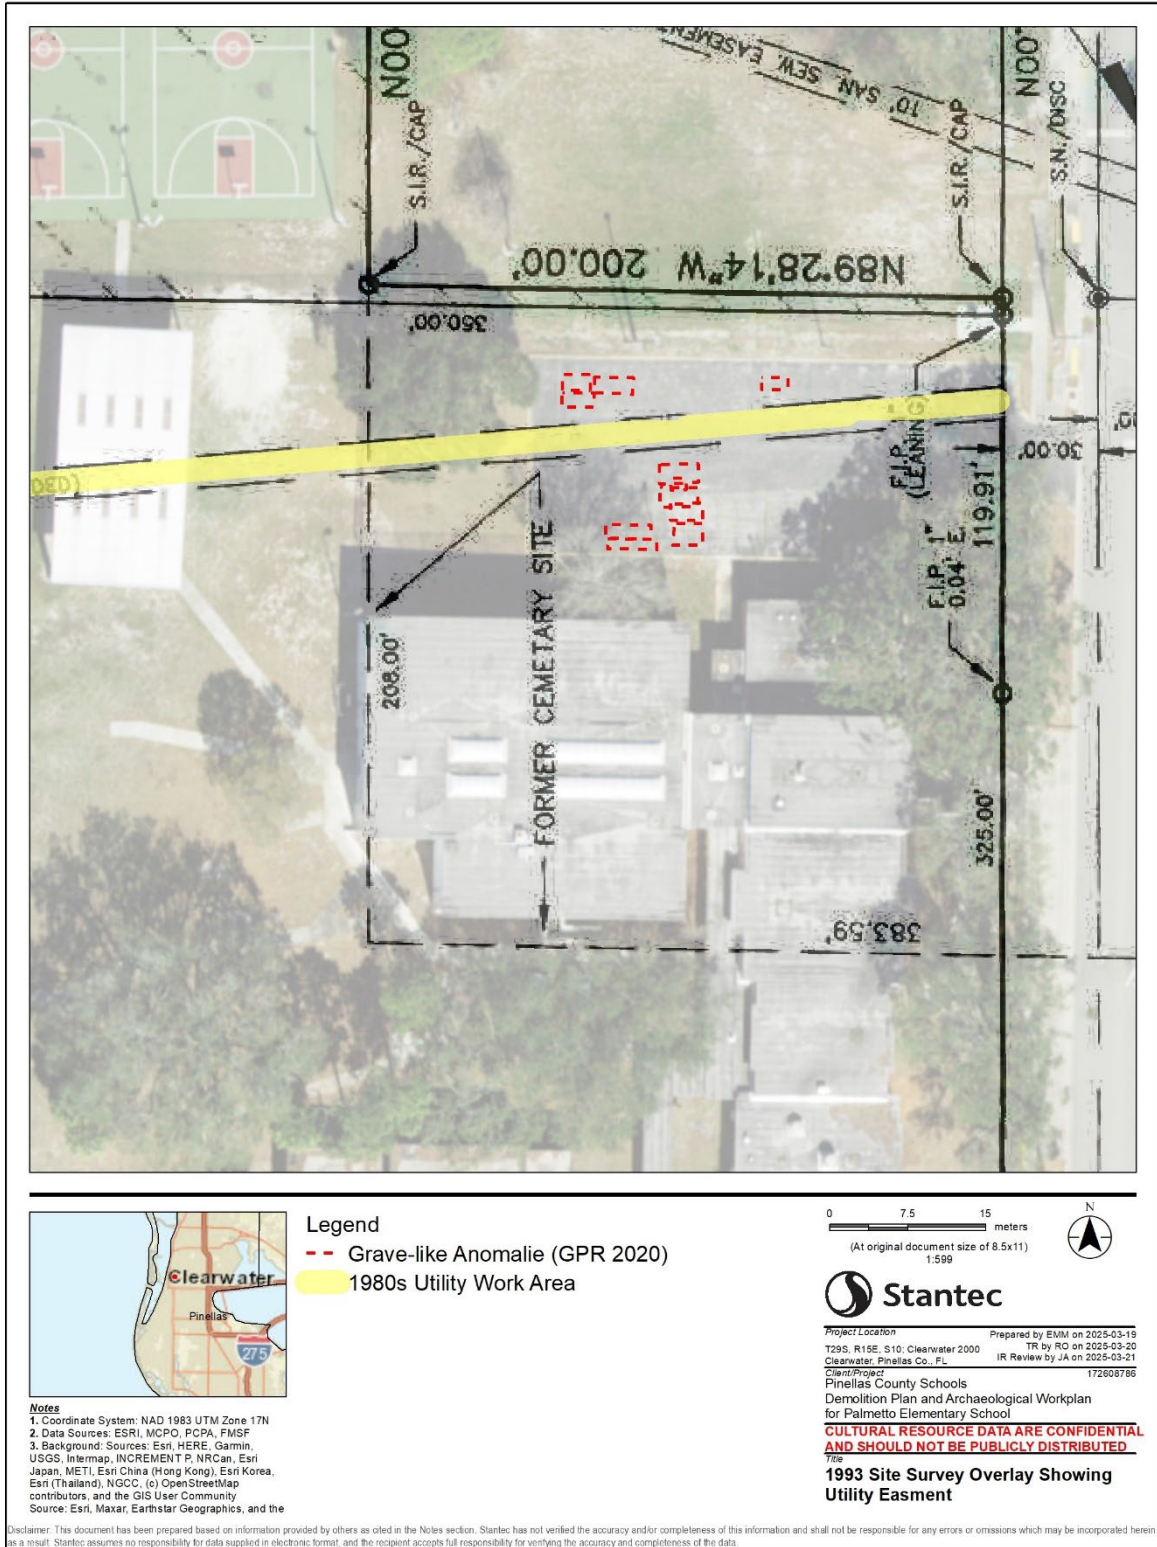 N00°
N00°
10' SAN SEW. EASEMENT
S.I.R./CAP
S.I.R./CAP
S.N./DISC
N89°28'14"W 200.00'
350.00'
F.I.P.
(LEANING)
30.00'
F.I.P. 1"
0.04' E.
119.91'
208.00'
FORMER CEMETARY SITE
325.00'
383.59'
Legend
Grave-like Anomalie (GPR 2020)
1980s Utility Work Area
Clearwater
Pinellas
275
0 7.5 15
meters
(At original document size of 8.5x11)
1:599
N
Stantec
Project Location
T29S, R15E, S10; Clearwater 2000
Clearwater, Pinellas Co., FL
Prepared by EMM on 2025-03-19
TR by RO on 2025-03-20
IR Review by JA on 2025-03-21
Client/Project
172608786
Pinellas County Schools
Demolition Plan and Archaeological Workplan
for Palmetto Elementary School
CULTURAL RESOURCE DATA ARE CONFIDENTIAL
AND SHOULD NOT BE PUBLICLY DISTRIBUTED
Title
1993 Site Survey Overlay Showing
Utility Easment
Notes
1. Coordinate System: NAD 1983 UTM Zone 17N
2. Data Sources: ESRI, MCPO, PCPA, FMSF
3. Background: Sources: Esri, HERE, Garmin,
USGS, Intermap, INCREMENT P, NRCan, Esri
Japan, METI, Esri China (Hong Kong), Esri Korea,
Esri (Thailand), NGCC, (c) OpenStreetMap
contributors, and the GIS User Community
Source: Esri, Maxar, Earthstar Geographics, and the
Disclaimer: This document has been prepared based on information provided by others as cited in the Notes section. Stantec has not verified the accuracy and/or completeness of this information and shall not be responsible for any errors or omissions which may be incorporated herein
as a result. Stantec assumes no responsibility for data supplied in electronic format, and the recipient accepts full responsibility for verifying the accuracy and completeness of the data.